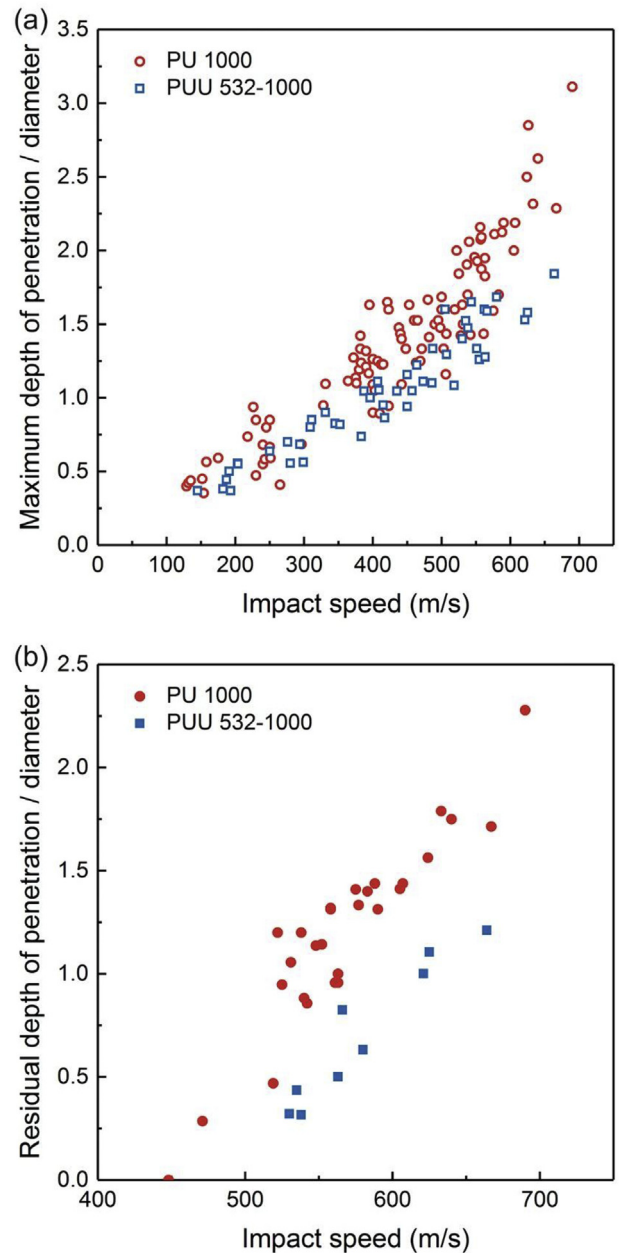 (a)
3.5
3.0
2.5
2.0
1.5
1.0
0.5
0.0
Maximum depth of penetration / diameter
PU 1000
PUU 532-1000
0 100 200 300 400 500 600 700
Impact speed (m/s)
(b)
2.5
2.0
1.5
1.0
0.5
0.0
Residual depth of penetration / diameter
PU 1000
PUU 532-1000
400 500 600 700
Impact speed (m/s)